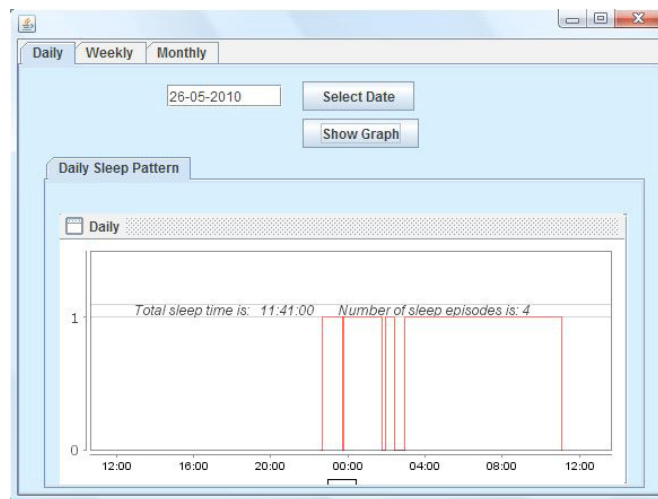 Daily Weekly Monthly
26-05-2010 Select Date
Show Graph
Daily Sleep Pattern
Daily
Total sleep time is: 11:41:00 Number of sleep episodes is: 4
1
0
12:00 16:00 20:00 00:00 04:00 08:00 12:00